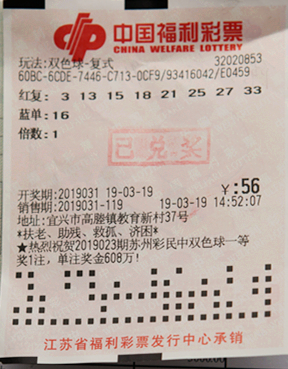 中国福利彩票
CHINA WELFARE LOTTERY
玩法:双色球-复式 32020853
60BC-6CDE-7446-C713-0CF9/93416042/E0459
红复: 3 13 15 18 21 25 27 33
蓝单:16
倍数:1
已兑奖
开奖期:2019031 19-03-19 ¥:56
销售期:2019031-119 19-03-19 14:52:07
地址:宜兴市高塍镇教育新村37号
*扶老、助残、救孤、济困*
★热烈祝贺2019023期苏州彩民中双色球一等
奖1注,单注奖金608万!
江苏省福利彩票发行中心承销